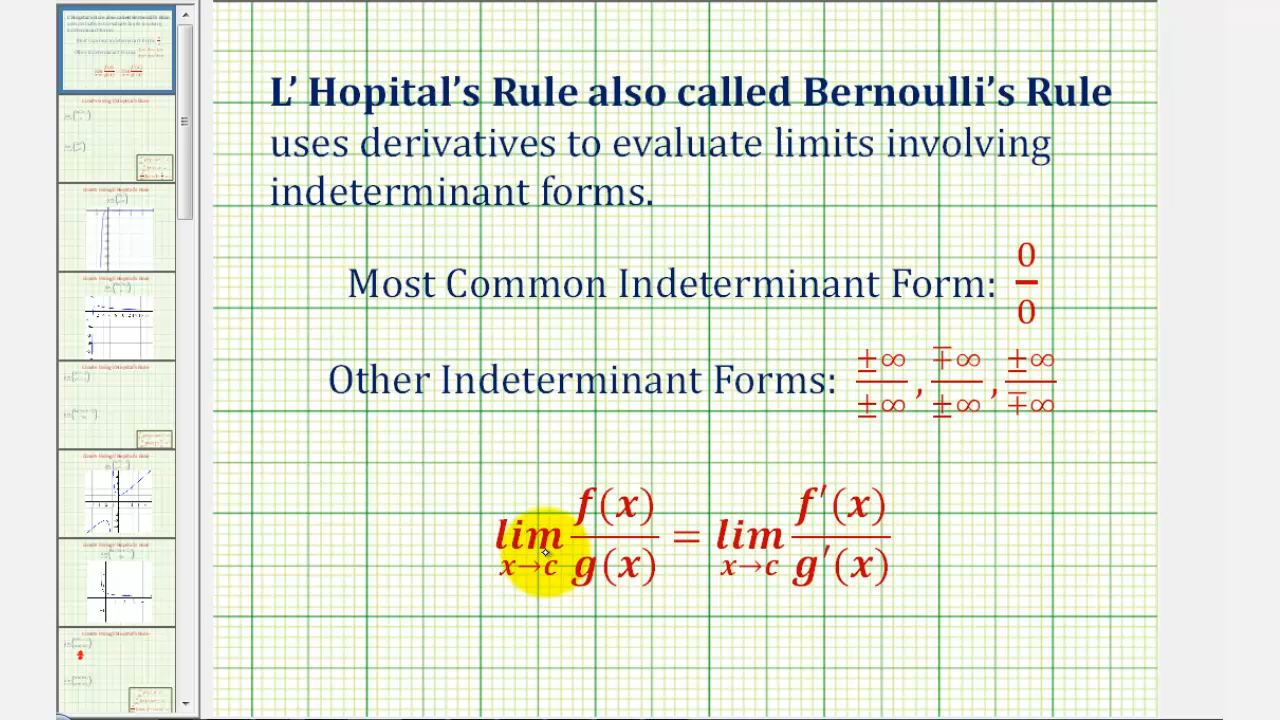 L’ Hopital’s Rule also called Bernoulli’s Rule
uses derivatives to evaluate limits involving
indeterminant forms.
Most Common Indeterminant Form: 0/0
Other Indeterminant Forms: ±∞/±∞ , ∓∞/±∞ , ±∞/∓∞
lim x→c f(x)/g(x) = lim x→c f′(x)/g′(x)